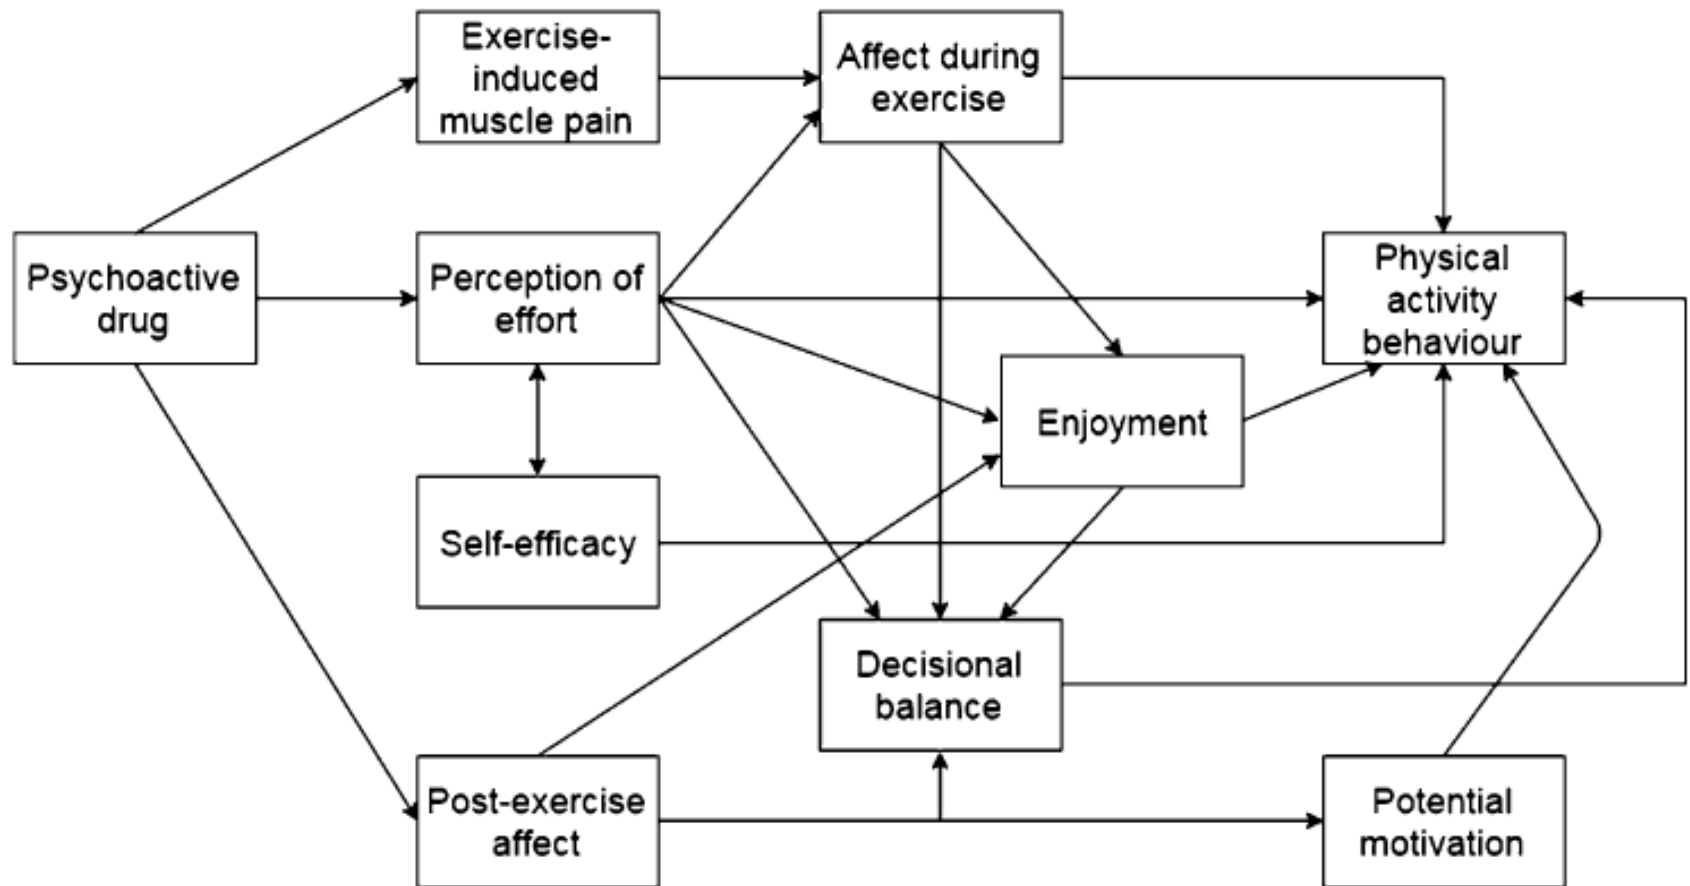 Exercise-
induced
muscle pain
Affect during
exercise
Psychoactive
drug
Perception of
effort
Physical
activity
behaviour
Enjoyment
Self-efficacy
Decisional
balance
Post-exercise
affect
Potential
motivation